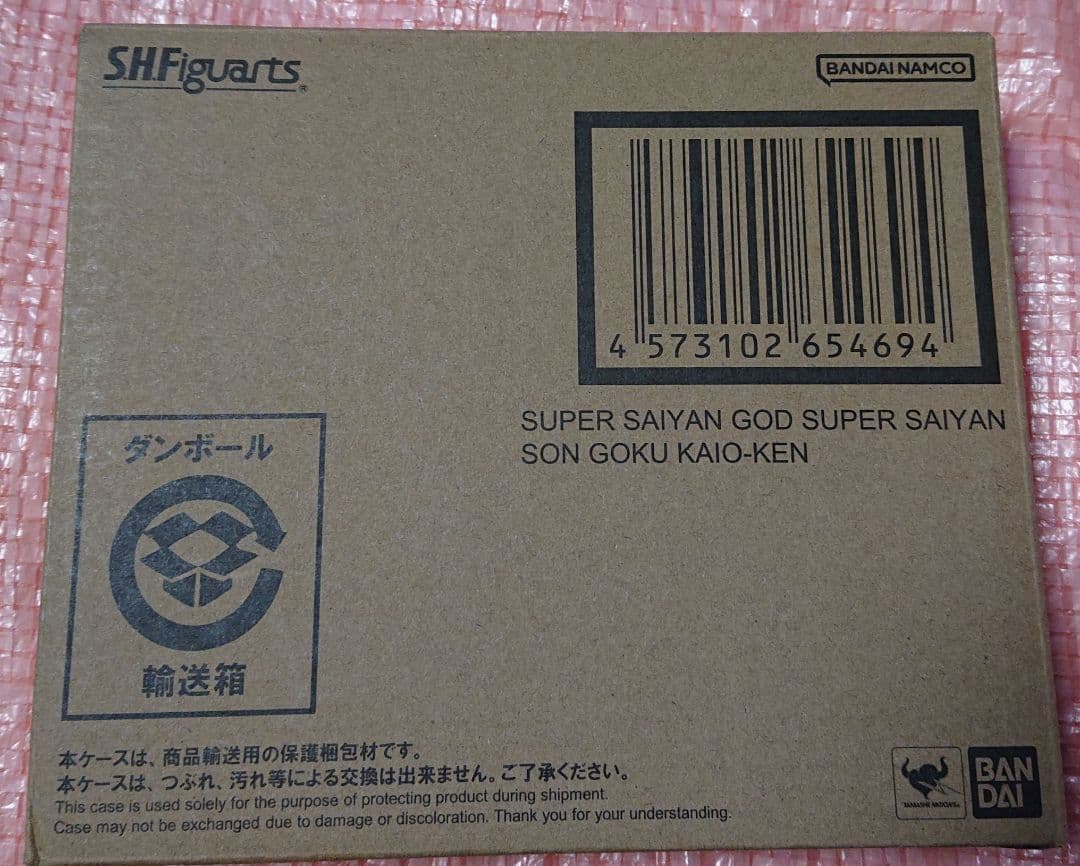 S.H.Figuarts®
BANDAI NAMCO
4 573102 654694
SUPER SAIYAN GOD SUPER SAIYAN
SON GOKU KAIO-KEN
ダンボール
輸送箱
本ケースは、商品輸送用の保護梱包材です。
本ケースは、つぶれ、汚れ等による交換は出来ません。ご了承ください。
This case is used solely for the purpose of protecting product during shipment.
Case may not be exchanged due to damage or discoloration. Thank you for your understanding.
TAMASHII NATIONS
BAN
DAI